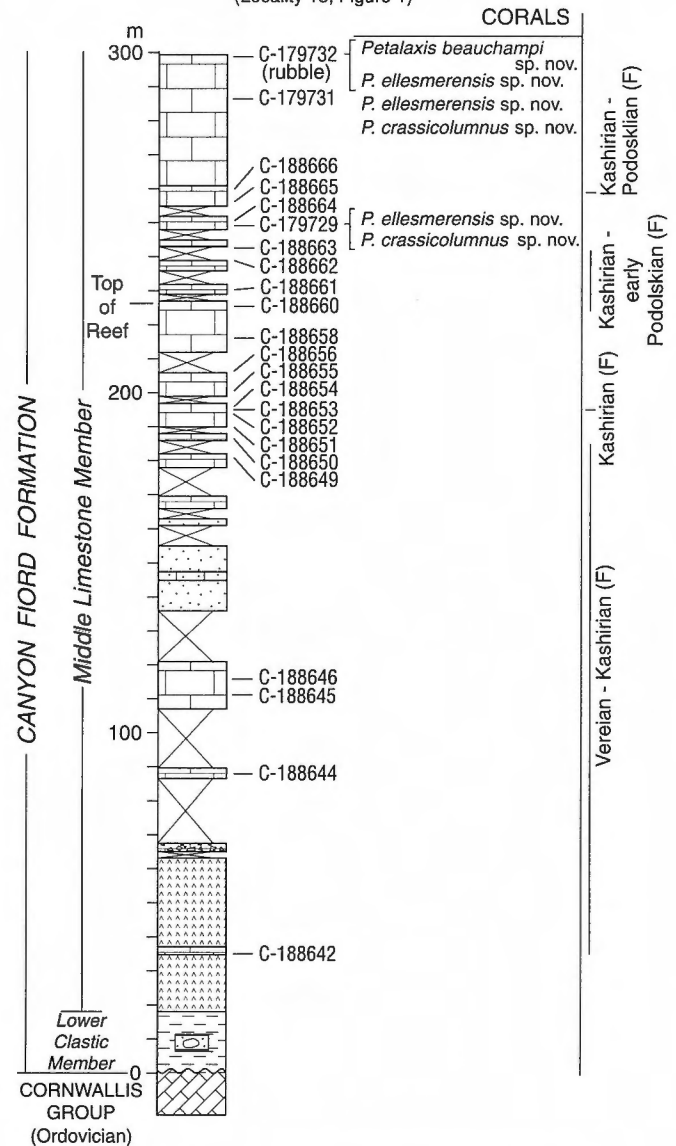 (Locality 18, Figure 1)
CORALS
m
300
C-179732
(rubble)
Petalaxis beauchampi
sp. nov.
P. ellesmerensis sp. nov.
C-179731
P. ellesmerensis sp. nov.
P. crassicolumnus sp. nov.
C-188666
C-188665
C-188664
C-179729
P. ellesmerensis sp. nov.
P. crassicolumnus sp. nov.
C-188663
C-188662
C-188661
C-188660
Top
of
Reef
C-188658
C-188656
C-188655
200
C-188654
C-188653
C-188652
C-188651
C-188650
C-188649
C-188646
C-188645
100
C-188644
C-188642
0
CANYON FIORD FORMATION
Middle Limestone Member
Lower
Clastic
Member
CORNWALLIS
GROUP
(Ordovician)
Kashirian -
Podosklian (F)
Kashirian -
early
Podolskian (F)
Kashirian (F)
Vereian - Kashirian (F)